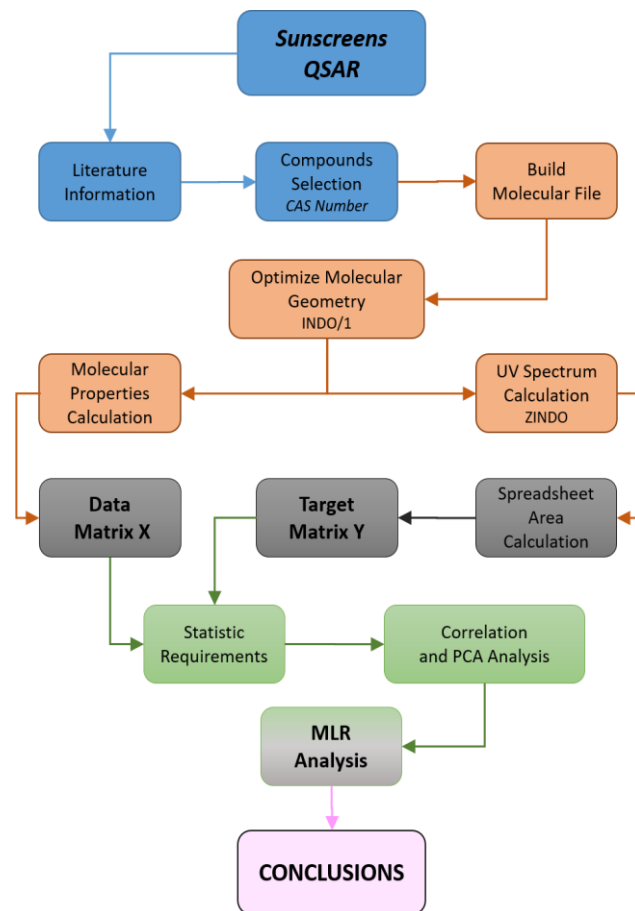 Sunscreens
QSAR
Literature
Information
Compounds
Selection
CAS Number
Build
Molecular File
Optimize Molecular
Geometry
INDO/1
Molecular
Properties
Calculation
UV Spectrum
Calculation
ZINDO
Data
Matrix X
Target
Matrix Y
Spreadsheet
Area
Calculation
Statistic
Requirements
Correlation
and PCA Analysis
MLR
Analysis
CONCLUSIONS